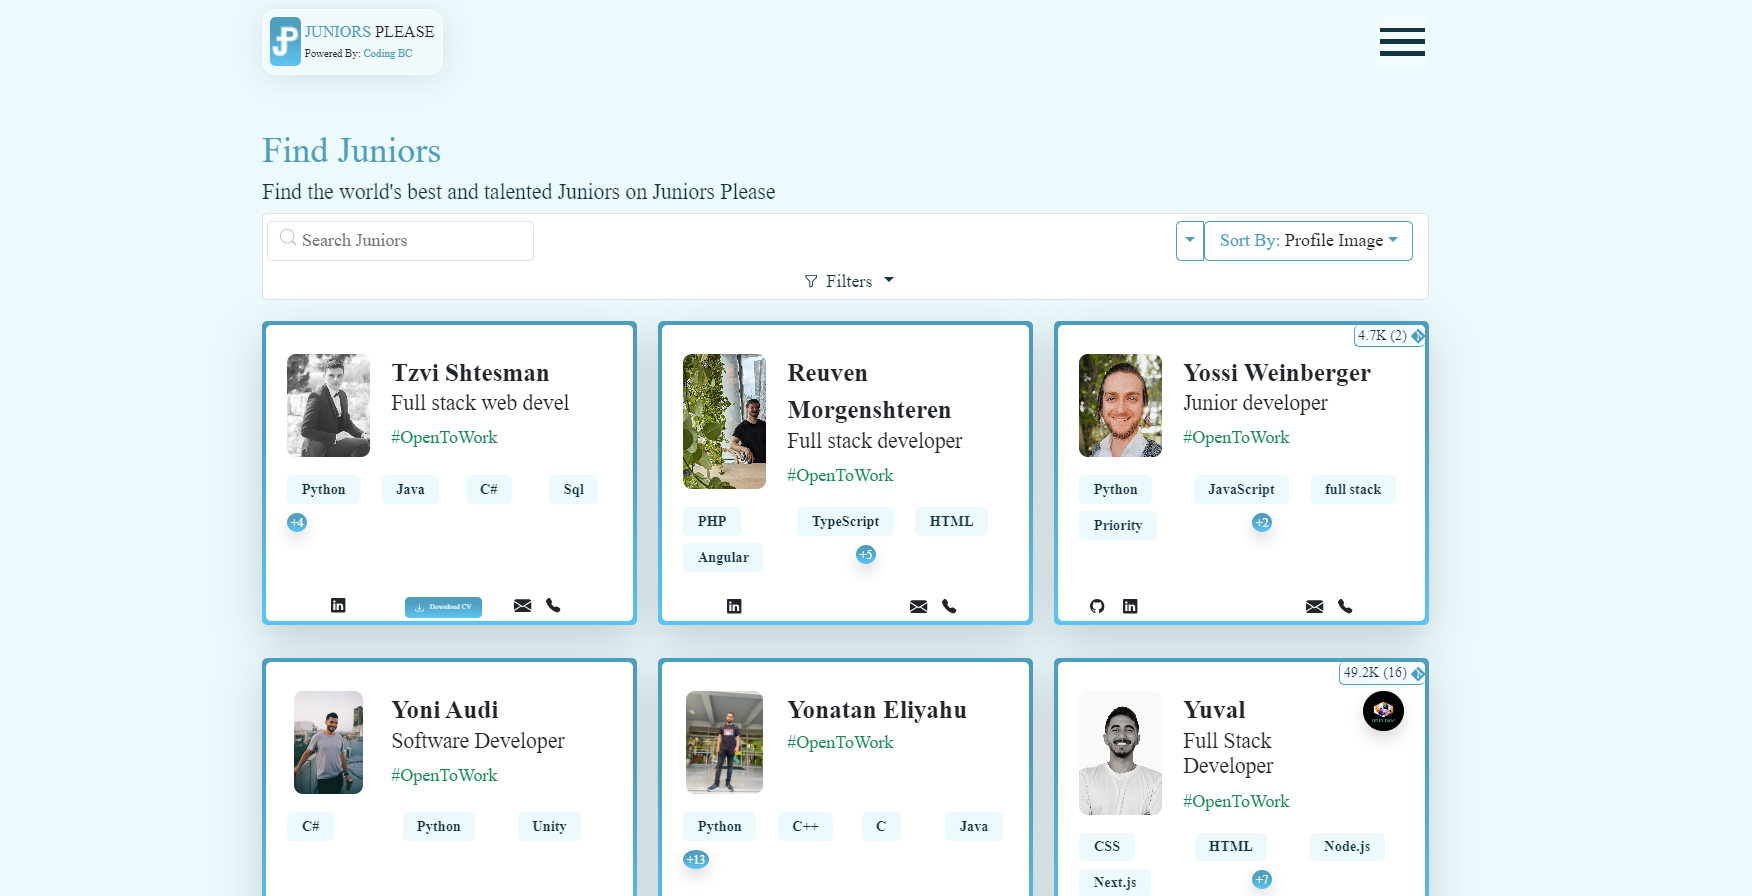 JUNIORS PLEASE
Powered By: Coding BC
Find Juniors
Find the world's best and talented Juniors on Juniors Please
Search Juniors
Sort By: Profile Image
Filters
Tzvi Shtesman
Full stack web devel
#OpenToWork
Python Java C# Sql
+4
Download CV
Reuven
Morgenshteren
Full stack developer
#OpenToWork
PHP TypeScript HTML
Angular +5
4.7K (2)
Yossi Weinberger
Junior developer
#OpenToWork
Python JavaScript full stack
Priority +2
Yoni Audi
Software Developer
#OpenToWork
C# Python Unity
Yonatan Eliyahu
#OpenToWork
Python C++ C Java
+13
49.2K (16)
Yuval
Full Stack
Developer
#OpenToWork
CSS HTML Node.js
Next.js +7